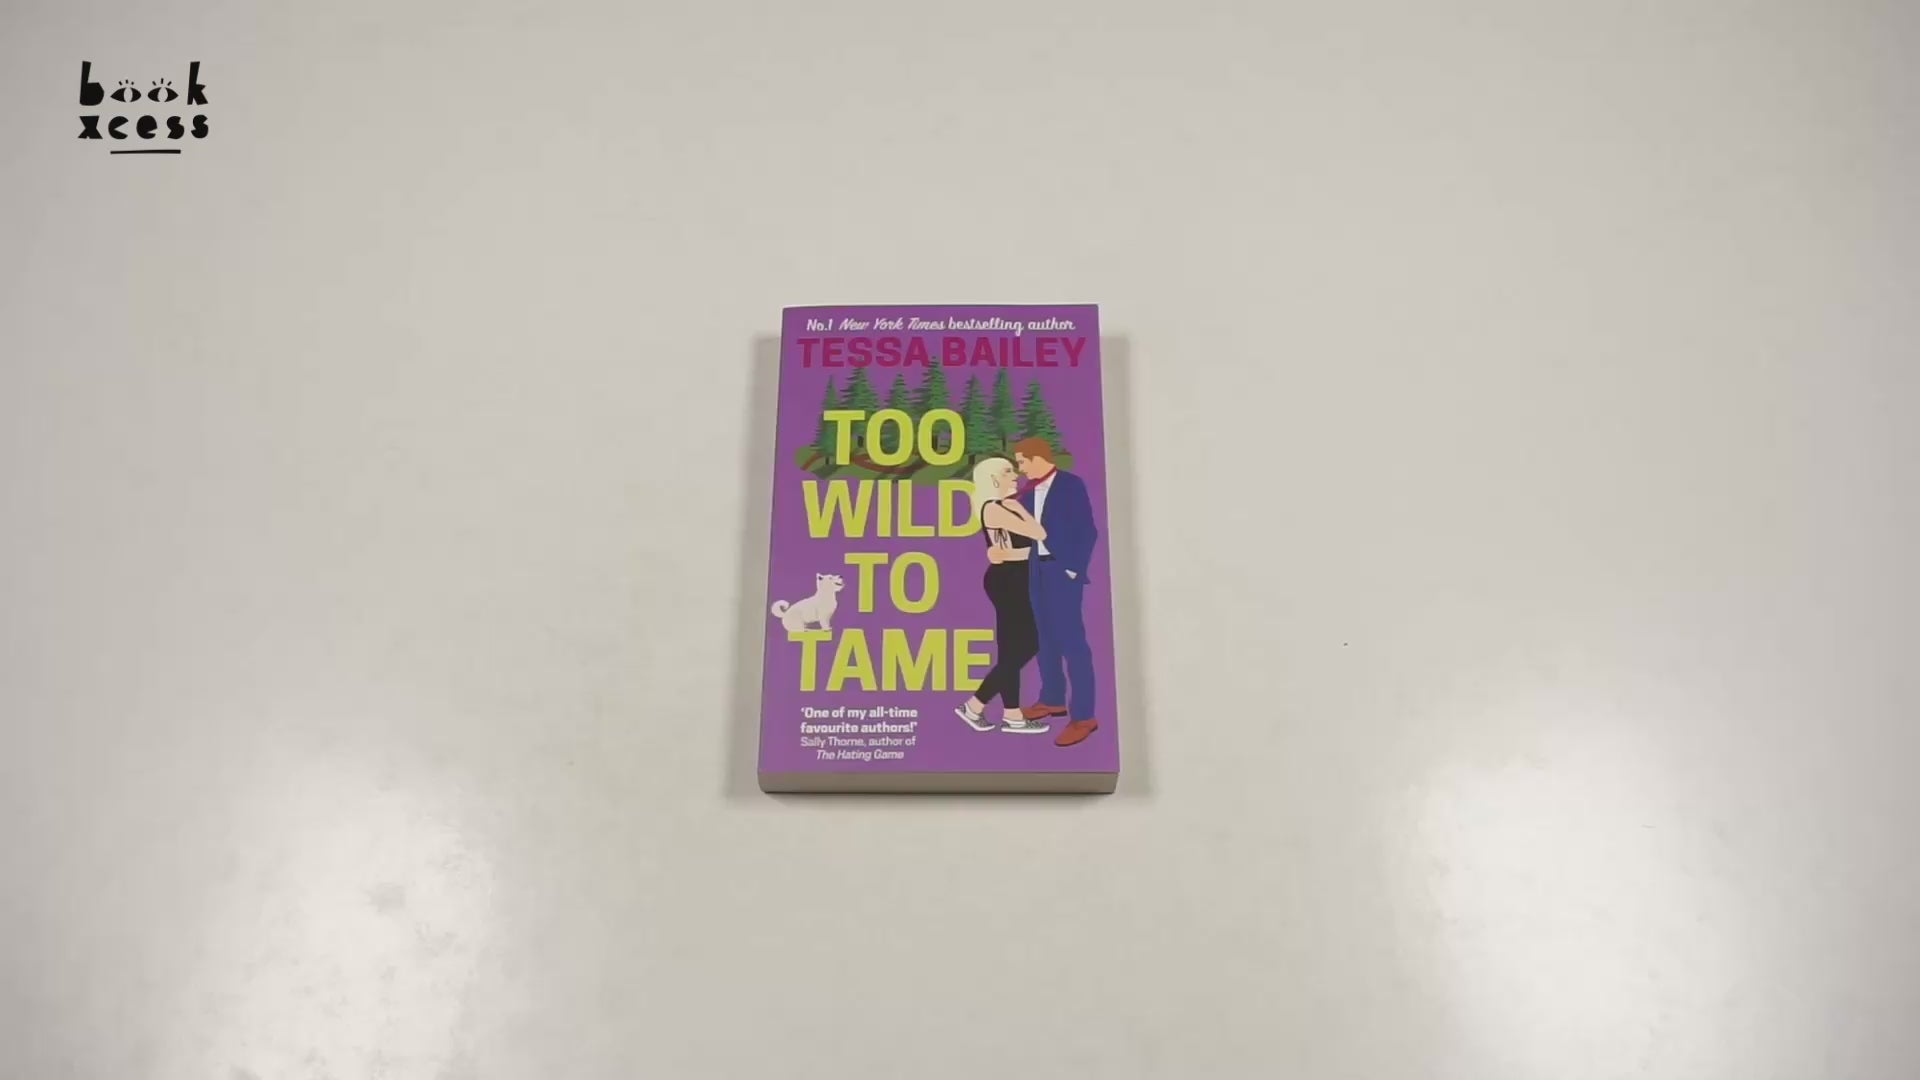 book
xcess
No.1 New York Times bestselling author
TESSA BAILEY
TOO
WILD
TO
TAME
‘One of my all-time
favourite authors!’
Sally Thorne, author of
The Hating Game